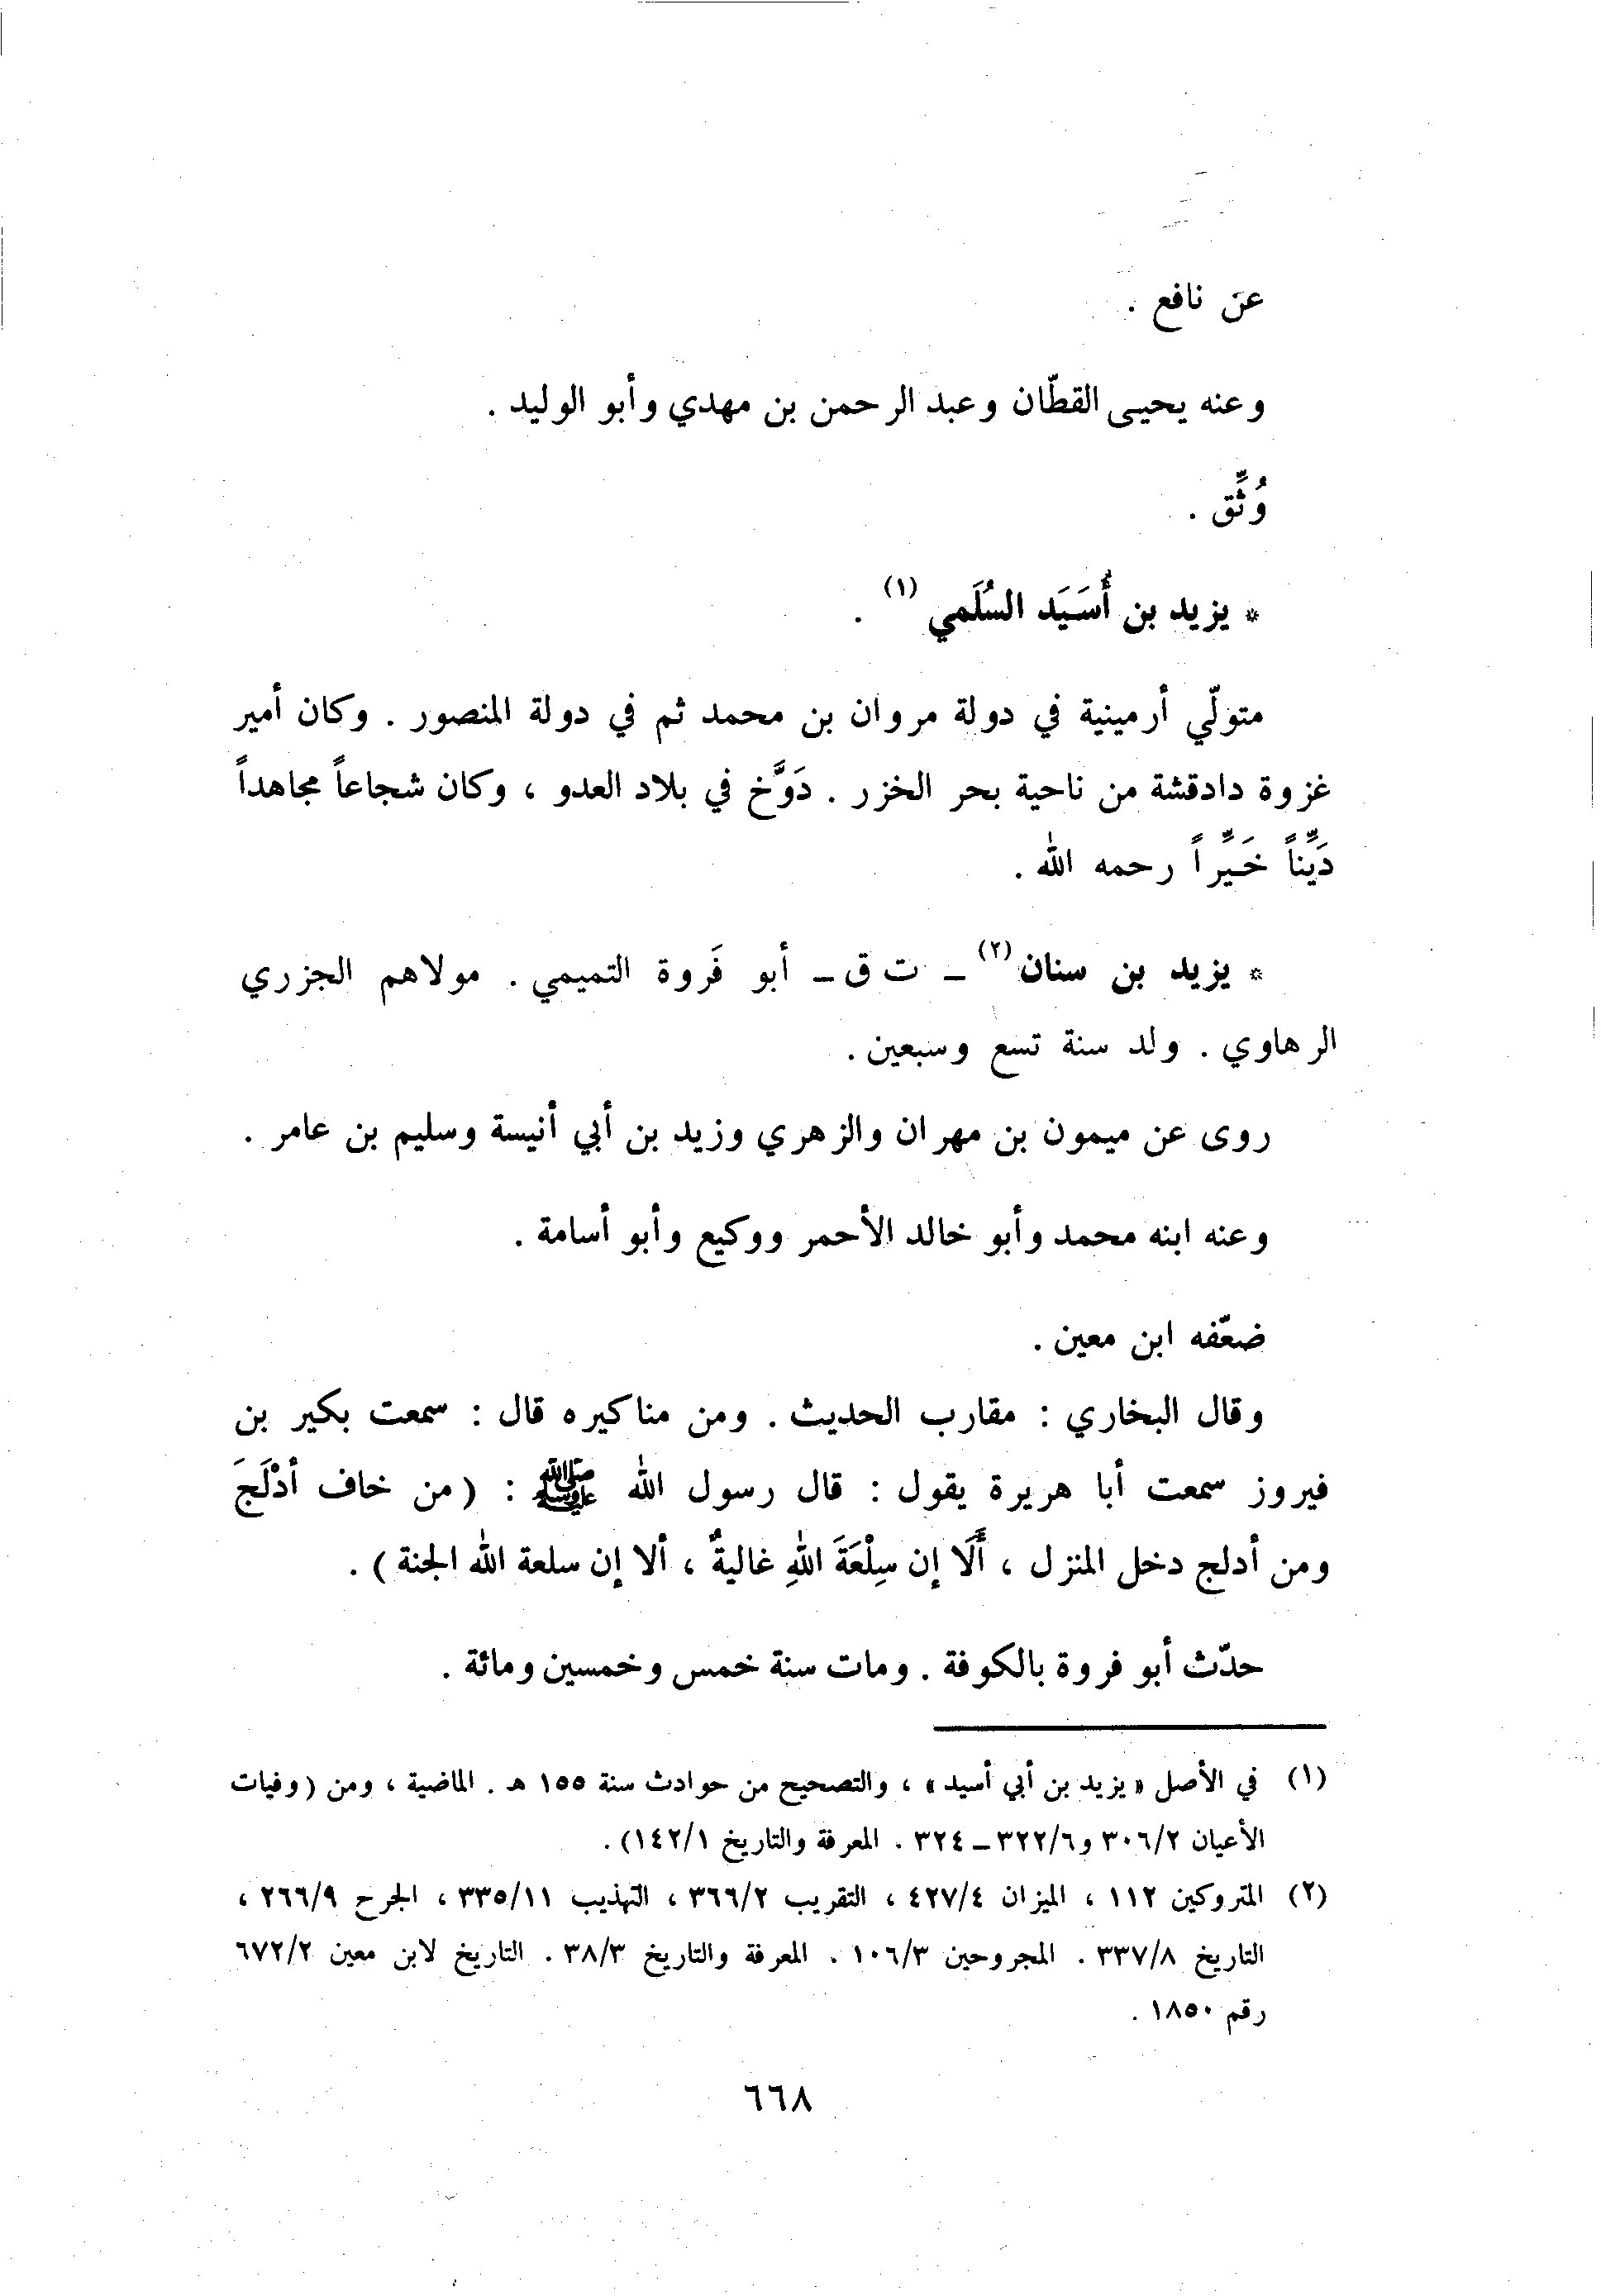 عن نافع .
وعنه يحيـى القطّان وعبد الرحمن بن مهدي وأبو الوليد .
وُثِّق .
* يزيد بن أُسَيَد السُلَمي (١) .
متولّي أرمينية في دولة مروان بن محمد ثم في دولة المنصور . وكان أمير
غزوة دادقشة من ناحية بحر الخزر . دَوَّخ في بلاد العدو ، وكان شجاعاً مجاهداً
دَيِّناً خَيِّراً رحمه الله .
* يزيد بن سنان (٢) ـ ت ق ـ أبو فَروة التميمي . مولاهم الجزري
الرهاوي . ولد سنة تسع وسبعين .
روى عن ميمون بن مهران والزهري وزيد بن أبي أنيسة وسليم بن عامر .
وعنه ابنه محمد وأبو خالد الأحمر ووكيع وأبو أسامة .
ضعّفه ابن معين .
وقال البخاري : مقارب الحديث . ومن مناكيره قال : سمعت بكير بن
فيروز سمعت أبا هريرة يقول : قال رسول الله ﷺ : (من خاف أدْلَجَ
ومن أدلج دخل المنزل ، أَلَا إن سِلْعَةَ اللهِ غاليةٌ ، ألا إن سلعة الله الجنة ) .
حدّث أبو فروة بالكوفة . ومات سنة خمس وخمسين ومائة .
(١) في الأصل « يزيد بن أبي أسيد » ، والتصحيح من حوادث سنة ١٥٥ هـ . الماضية ، ومن (وفيات
الأعيان ٣٠٦/٢ و٣٢٢/٦ ـ ٣٢٤ . المعرفة والتاريخ ١٤٢/١) .
(٢) المتروكين ١١٢ ، الميزان ٤٢٧/٤ ، التقريب ٣٦٦/٢ ، التهذيب ٣٣٥/١١ ، الجرح ٢٦٦/٩ ،
التاريخ ٣٣٧/٨ . المجروحين ١٠٦/٣ . المعرفة والتاريخ ٣٨/٣ . التاريخ لابن معين ٦٧٢/٢
رقم ١٨٥٠ .
٦٦٨